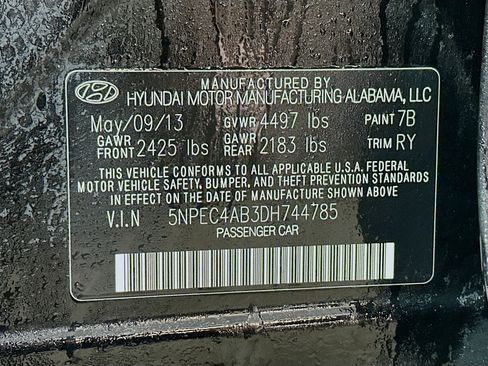 MANUFACTURED BY
HYUNDAI MOTOR MANUFACTURING ALABAMA, LLC
May/09/13 GVWR 4497 lbs PAINT 7B
GAWR FRONT 2425 lbs GAWR REAR 2183 lbs TRIM RY
THIS VEHICLE CONFORMS TO ALL APPLICABLE U.S.A. FEDERAL
MOTOR VEHICLE SAFETY, BUMPER, AND THEFT PREVENTION STANDARDS
IN EFFECT ON THE DATE OF MANUFACTURE SHOWN ABOVE.
V.I.N 5NPEC4AB3DH744785
PASSENGER CAR